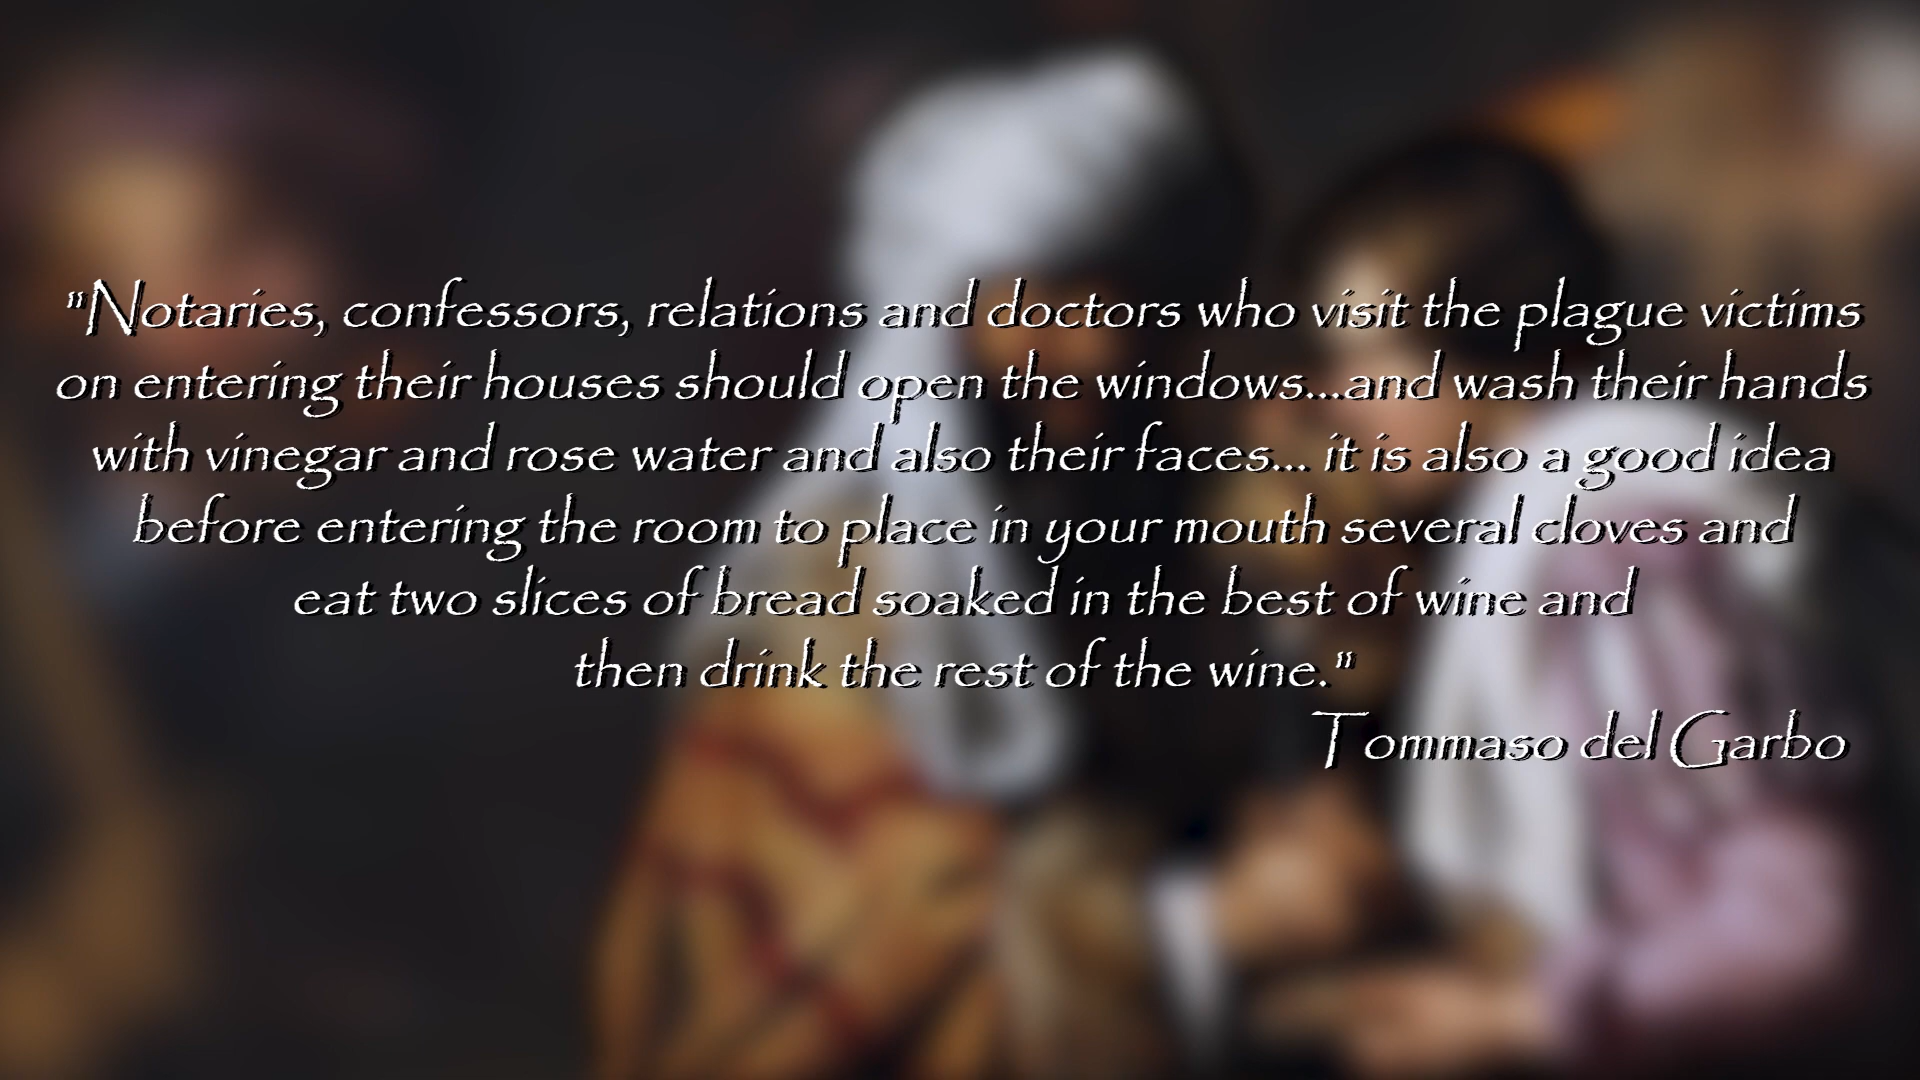 "Notaries, confessors, relations and doctors who visit the plague victims
on entering their houses should open the windows...and wash their hands
with vinegar and rose water and also their faces... it is also a good idea
before entering the room to place in your mouth several cloves and
eat two slices of bread soaked in the best of wine and
then drink the rest of the wine."
Tommaso del Garbo